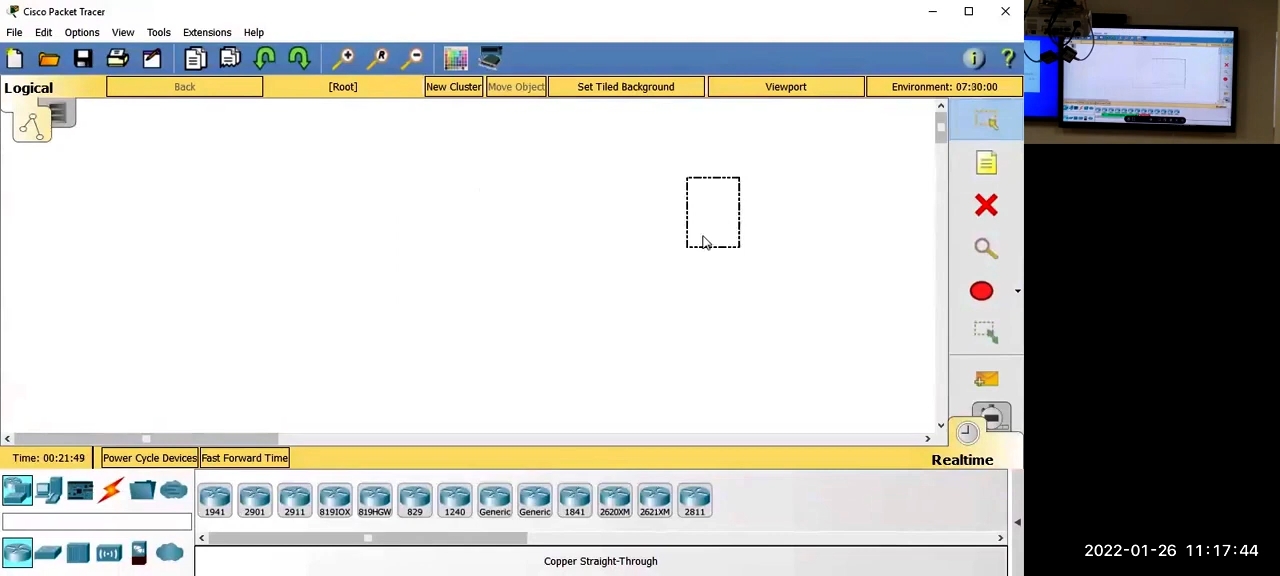 Cisco Packet Tracer
File Edit Options View Tools Extensions Help
Logical Back [Root] New Cluster Move Object Set Tiled Background Viewport Environment: 07:30:00
Time: 00:21:49 Power Cycle Devices Fast Forward Time Realtime
1941 2901 2911 819IOX 819HGW 829 1240 Generic Generic 1841 2620XM 2621XM 2811
Copper Straight-Through
2022-01-26 11:17:44